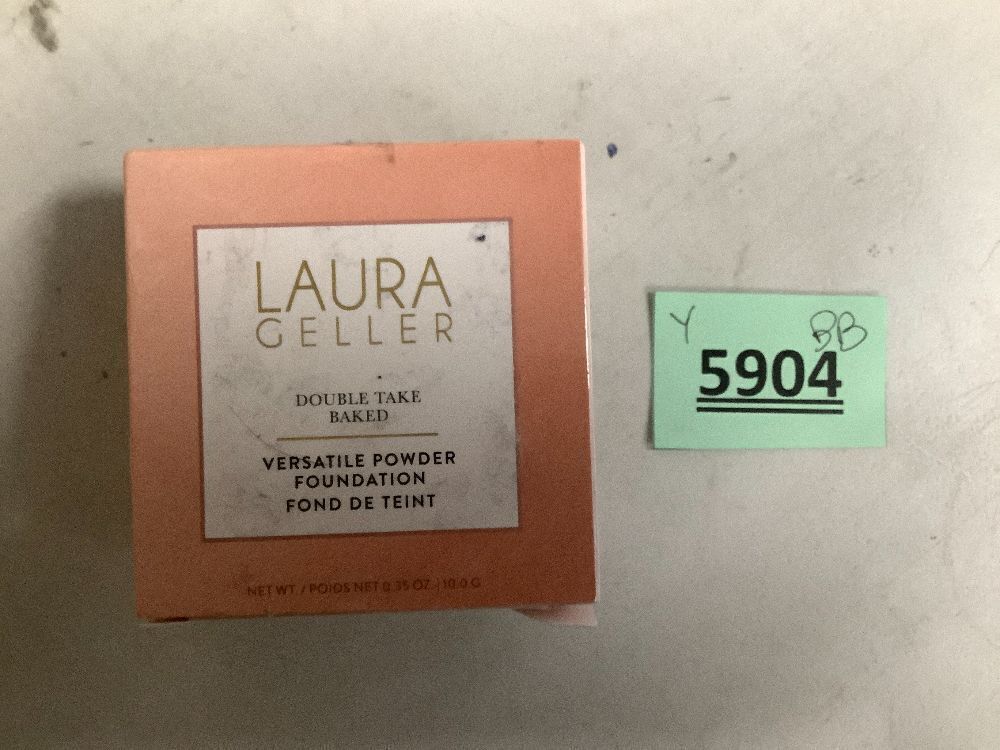 LAURA
GELLER
DOUBLE TAKE
BAKED
VERSATILE POWDER
FOUNDATION
FOND DE TEINT
NET WT. / POIDS NET 0.35 OZ. | 10.0 G
Y BB
5904